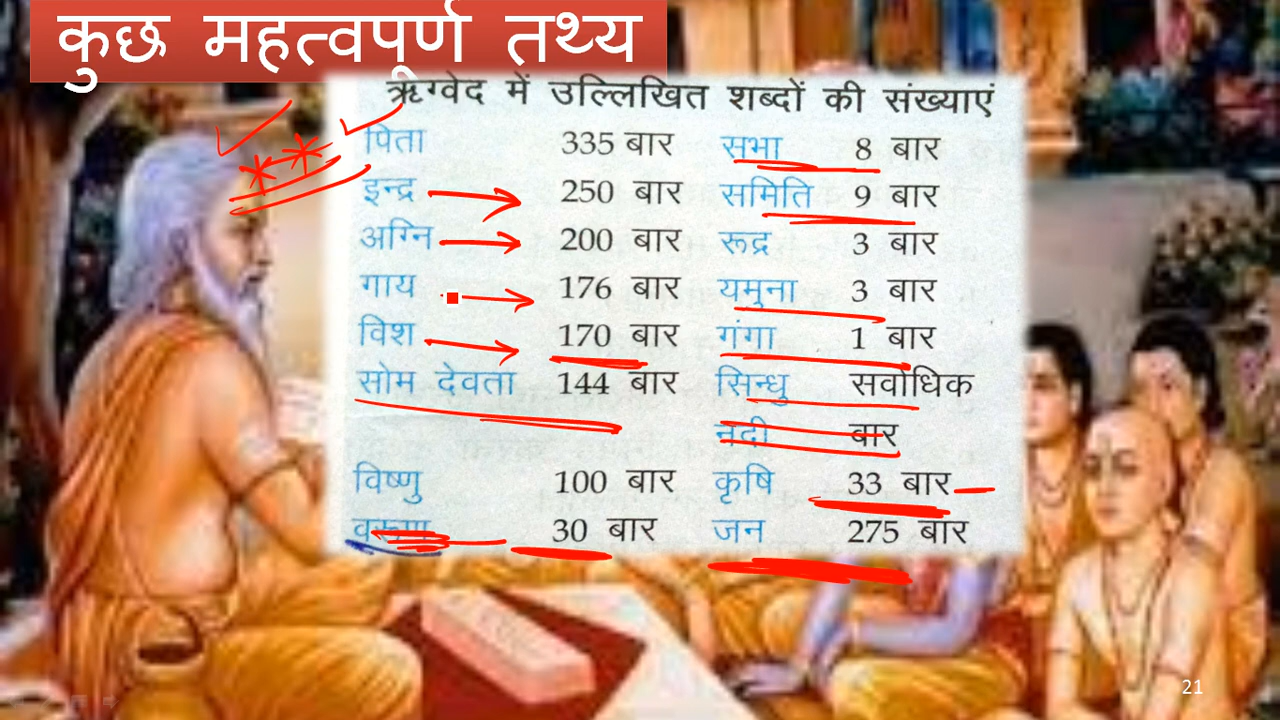 कुछ महत्वपूर्ण तथ्य
ऋग्वेद में उल्लिखित शब्दों की संख्याएं
पिता 335 बार सभा 8 बार
इन्द्र 250 बार समिति 9 बार
अग्नि 200 बार रूद्र 3 बार
गाय 176 बार यमुना 3 बार
विश 170 बार गंगा 1 बार
सोम देवता 144 बार सिन्धु सर्वाधिक
नदी बार
विष्णु 100 बार कृषि 33 बार
वरूण 30 बार जन 275 बार
21